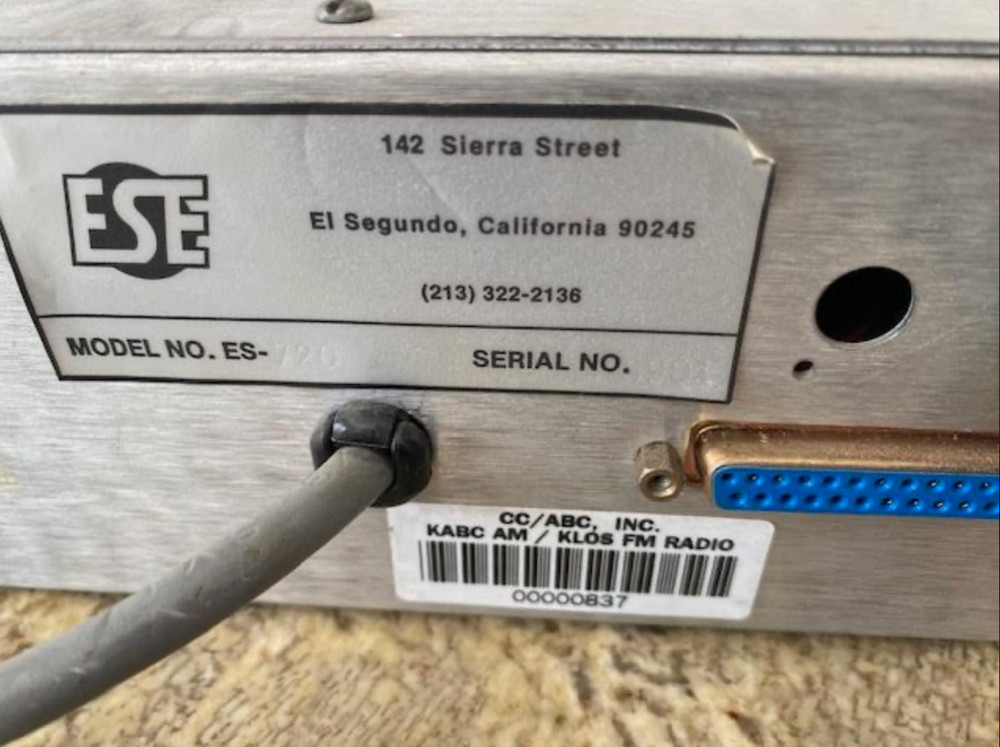 142 Sierra Street
ESE
El Segundo, California 90245
(213) 322-2136
MODEL NO. ES-720 SERIAL NO.
CC/ABC, INC.
KABC AM / KLOS FM RADIO
00000837